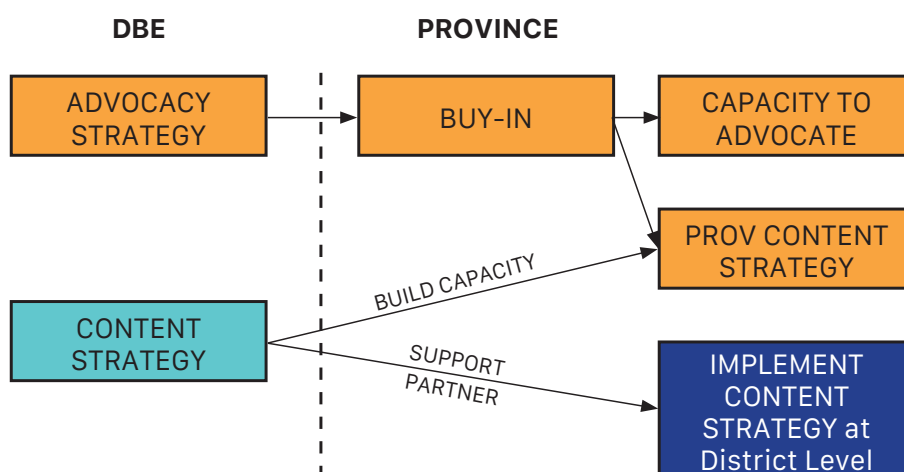 DBE
PROVINCE
ADVOCACY
STRATEGY
BUY-IN
CAPACITY TO
ADVOCATE
PROV CONTENT
STRATEGY
BUILD CAPACITY
CONTENT
STRATEGY
SUPPORT
PARTNER
IMPLEMENT
CONTENT
STRATEGY at
District Level